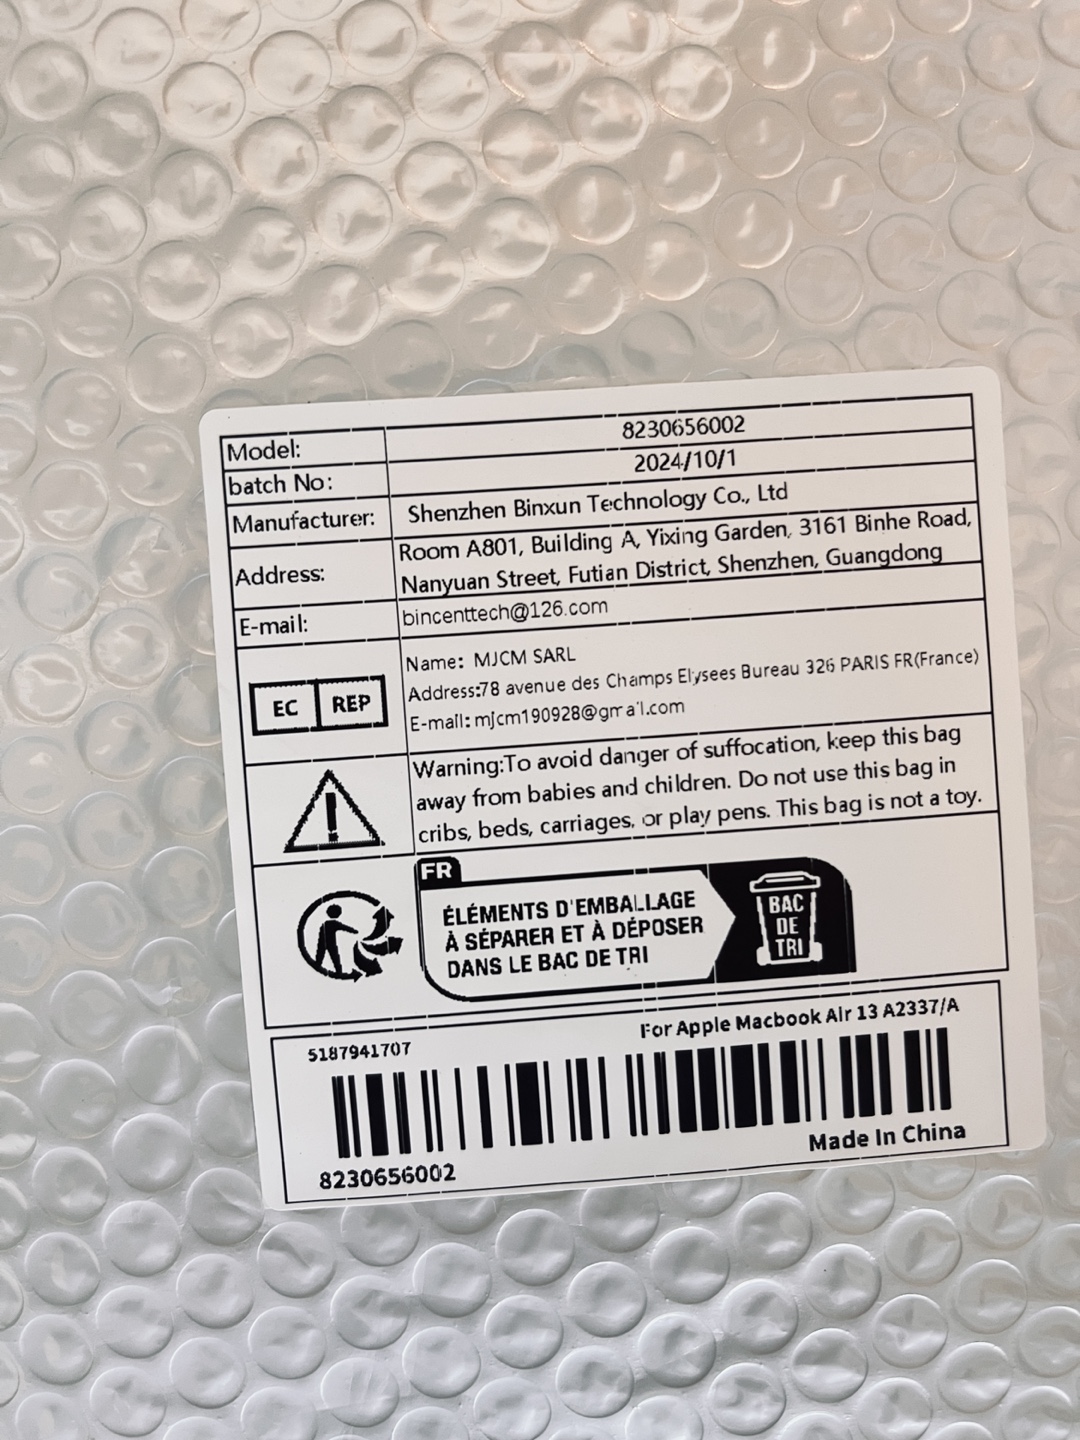 Model: 8230656002
batch No: 2024/10/1
Manufacturer: Shenzhen Binxun Technology Co., Ltd
Address: Room A801, Building A, Yixing Garden, 3161 Binhe Road,
Nanyuan Street, Futian District, Shenzhen, Guangdong
E-mail: bincenttech@126.com
EC REP
Name: MJCM SARL
Address:78 avenue des Champs Elysees Bureau 326 PARIS FR(France)
E-mail: mjcm190928@gmail.com
Warning:To avoid danger of suffocation, keep this bag
away from babies and children. Do not use this bag in
cribs, beds, carriages, or play pens. This bag is not a toy.
FR
ÉLÉMENTS D'EMBALLAGE
À SÉPARER ET À DÉPOSER
DANS LE BAC DE TRI
BAC
DE
TRI
For Apple Macbook Air 13 A2337/A
5187941707
8230656002
Made In China